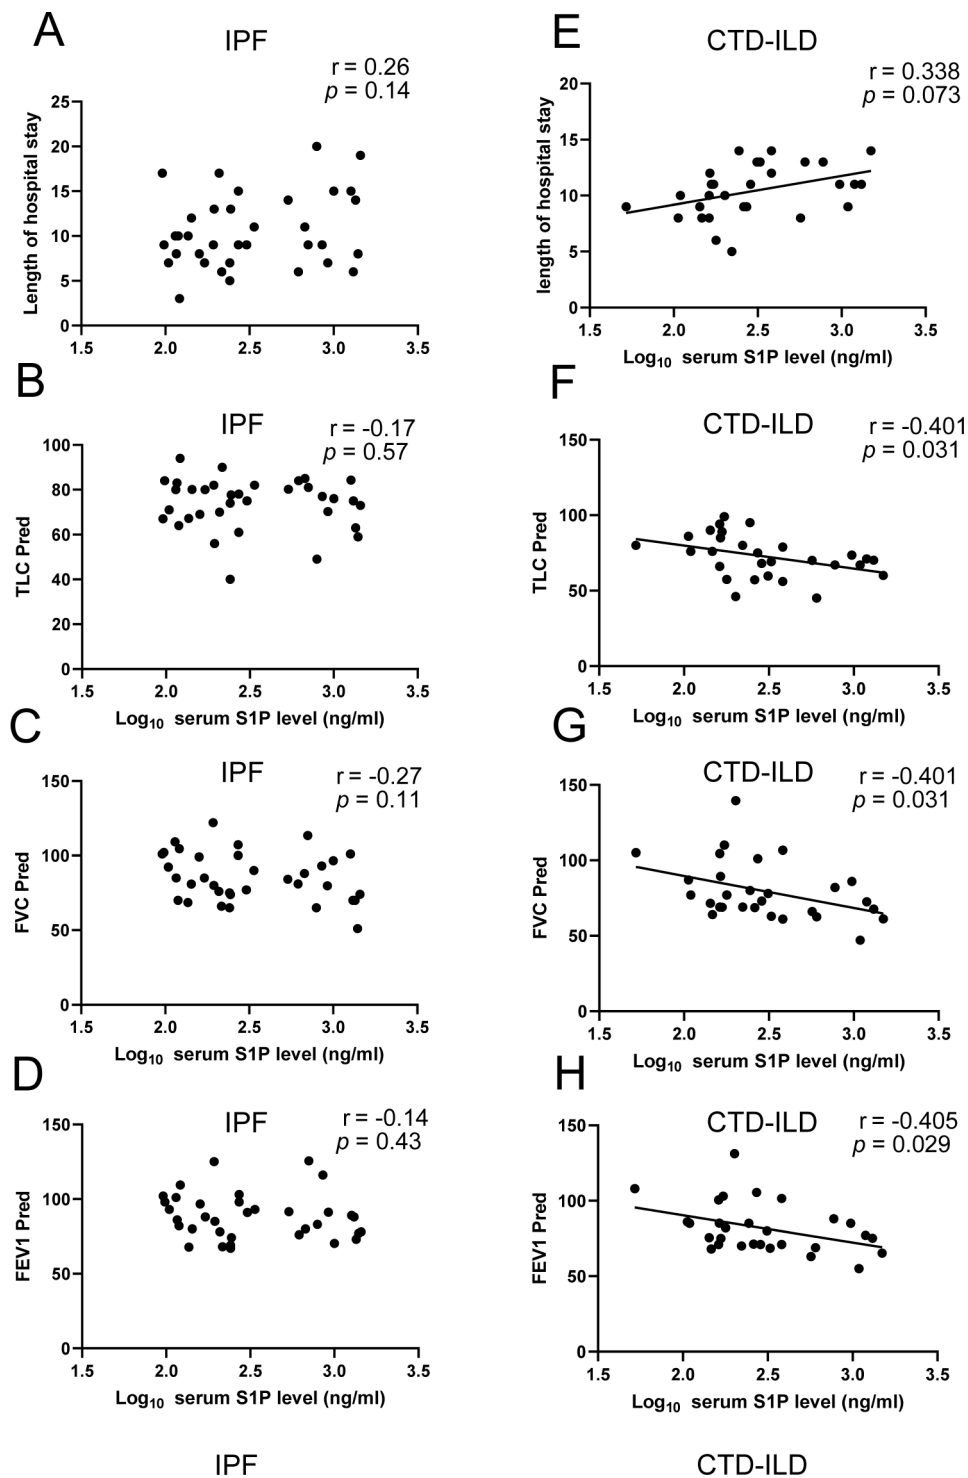 A
IPF
r = 0.26
p = 0.14
Length of hospital stay
25
20
15
10
5
0
1.5 2.0 2.5 3.0 3.5
E
CTD-ILD
r = 0.338
p = 0.073
length of hospital stay
20
15
10
5
0
1.5 2.0 2.5 3.0 3.5
Log10 serum S1P level (ng/ml)
B
IPF
r = -0.17
p = 0.57
TLC Pred
100
80
60
40
20
0
1.5 2.0 2.5 3.0 3.5
Log10 serum S1P level (ng/ml)
F
CTD-ILD
r = -0.401
p = 0.031
TLC Pred
150
100
50
0
1.5 2.0 2.5 3.0 3.5
Log10 serum S1P level (ng/ml)
C
IPF
r = -0.27
p = 0.11
FVC Pred
150
100
50
0
1.5 2.0 2.5 3.0 3.5
Log10 serum S1P level (ng/ml)
G
CTD-ILD
r = -0.401
p = 0.031
FVC Pred
150
100
50
0
1.5 2.0 2.5 3.0 3.5
Log10 serum S1P level (ng/ml)
D
IPF
r = -0.14
p = 0.43
FEV1 Pred
150
100
50
0
1.5 2.0 2.5 3.0 3.5
Log10 serum S1P level (ng/ml)
H
CTD-ILD
r = -0.405
p = 0.029
FEV1 Pred
150
100
50
0
1.5 2.0 2.5 3.0 3.5
Log10 serum S1P level (ng/ml)
IPF
CTD-ILD